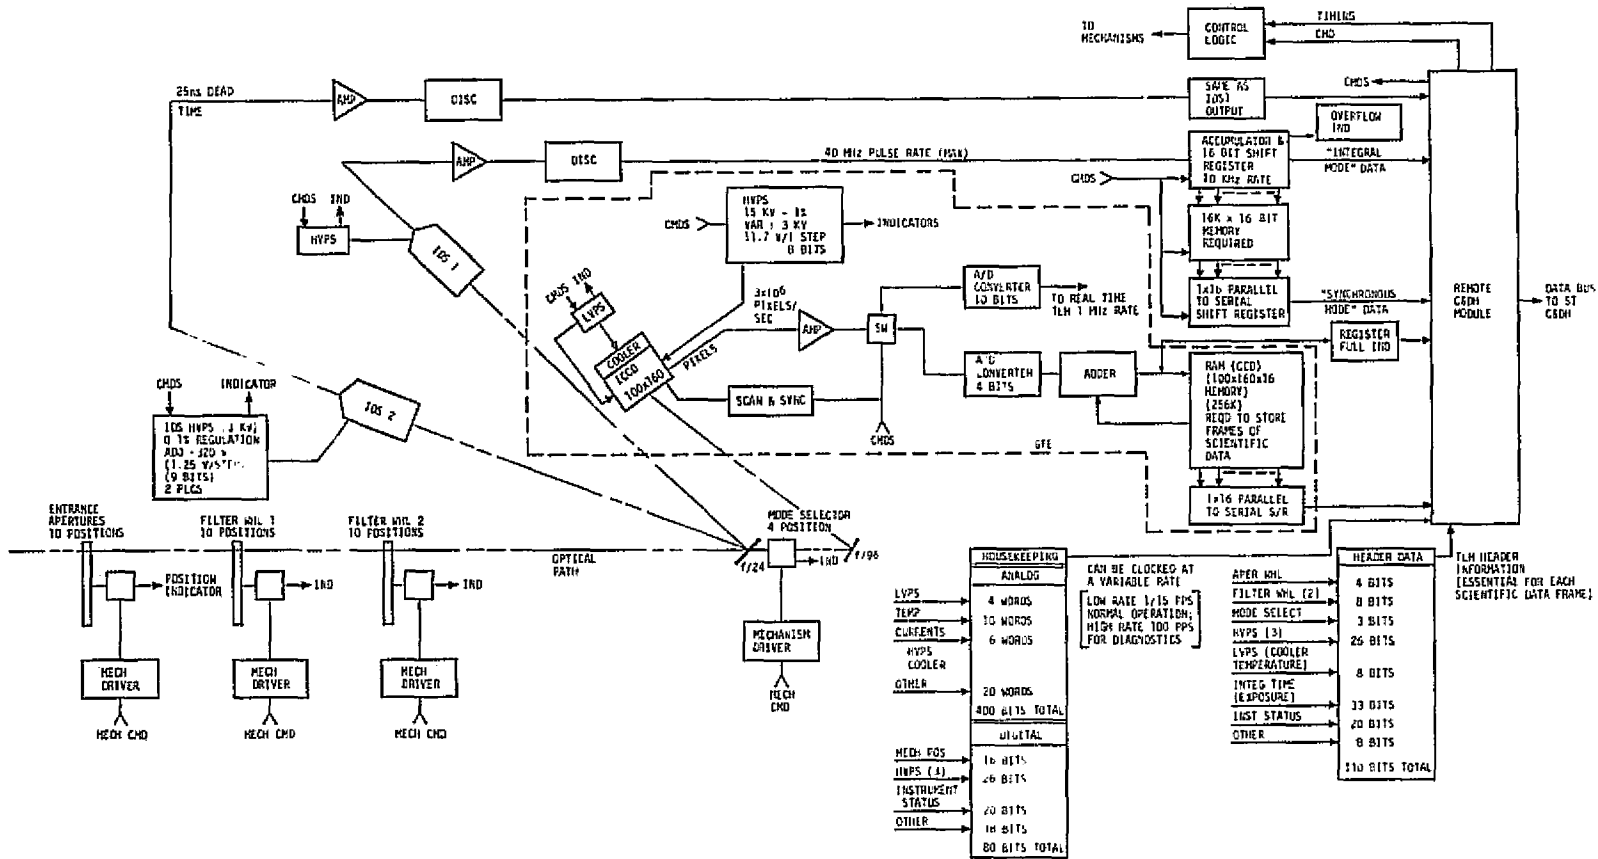 TO
MECHANISMS
CONTROL
LOGIC
TIMING
CMD
25ns DEAD
TIME
AMP
DISC
SAME AS
IDS1
OUTPUT
CMDS
OVERFLOW
IND
AMP
DISC
40 MHz PULSE RATE (MAX)
ACCUMULATOR &
16 BIT SHIFT
REGISTER
10 KHz RATE
"INTEGRAL
MODE" DATA
CMDS
CMDS IND
HVPS
IDS 1
HVPS
15 KV - 1%
VAR : 3 KV
11.7 V/1 STEP
8 BITS
CMDS
INDICATORS
16K x 16 BIT
MEMORY
REQUIRED
CMDS IND
LVPS
COOLER
ICCD
100x160
3x10⁶
PIXELS/
SEC
PIXELS
AMP
SW
A/D
CONVERTER
10 BITS
TO REAL TIME
TLM 1 MHz RATE
1x16 PARALLEL
TO SERIAL
SHIFT REGISTER
"SYNCHRONOUS
MODE" DATA
REMOTE
C&DH
MODULE
DATA BUS
TO ST
C&DH
REGISTER
FULL IND
A/D
CONVERTER
4 BITS
ADDER
RAM (CCD)
(100x160x16
MEMORY)
(256K)
REQD TO STORE
FRAMES OF
SCIENTIFIC
DATA
SCAN & SYNC
CMDS
GFE
CMDS
INDICATOR
IDS 2
IDS HVPS
REGULATION
(1.25 V/STEP
(9 BITS)
2 PLCS
1x16 PARALLEL
TO SERIAL S/R
ENTRANCE
APERTURES
10 POSITIONS
FILTER WHL 1
10 POSITIONS
FILTER WHL 2
10 POSITIONS
OPTICAL
PATH
MODE SELECTOR
4 POSITION
f/24
f/96
IND
POSITION
INDICATOR
IND
IND
MECH
DRIVER
MECH
DRIVER
MECH
DRIVER
MECHANISM
DRIVER
MECH CMD
MECH CMD
MECH CMD
MECH
CMD
HOUSEKEEPING
ANALOG
LVPS
4 WORDS
TEMP
10 WORDS
CURRENTS
6 WORDS
HVPS
COOLER
OTHER
20 WORDS
400 BITS TOTAL
DIGITAL
MECH POS
16 BITS
HVPS (3)
26 BITS
INSTRUMENT
STATUS
20 BITS
OTHER
18 BITS
80 BITS TOTAL
CAN BE CLOCKED AT
A VARIABLE RATE
[LOW RATE 1/15 PPS
NORMAL OPERATION;
HIGH RATE 100 PPS
FOR DIAGNOSTICS]
HEADER DATA
APER WHL
4 BITS
FILTER WHL (2)
8 BITS
MODE SELECT
3 BITS
HVPS (3)
26 BITS
LVPS (COOLER
TEMPERATURE)
8 BITS
INTEG TIME
(EXPOSURE)
33 BITS
INST STATUS
20 BITS
OTHER
8 BITS
110 BITS TOTAL
TLM HEADER
INFORMATION
(ESSENTIAL FOR EACH
SCIENTIFIC DATA FRAME)